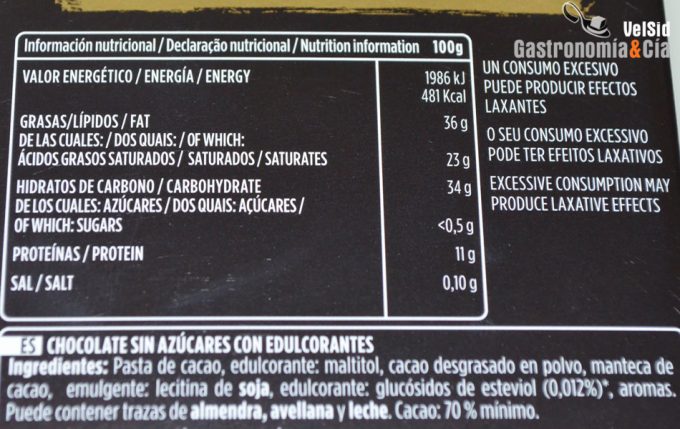 VelSid
Gastronomía&Cía
Información nutricional / Declaração nutricional / Nutrition information 100g
VALOR ENERGÉTICO / ENERGÍA / ENERGY 1986 kJ
481 Kcal
GRASAS/LÍPIDOS / FAT 36 g
DE LAS CUALES: / DOS QUAIS: / OF WHICH:
ÁCIDOS GRASOS SATURADOS / SATURADOS / SATURATES 23 g
HIDRATOS DE CARBONO / CARBOHYDRATE 34 g
DE LOS CUALES: AZÚCARES / DOS QUAIS: AÇÚCARES /
OF WHICH: SUGARS <0,5 g
PROTEÍNAS / PROTEIN 11 g
SAL / SALT 0,10 g
UN CONSUMO EXCESIVO
PUEDE PRODUCIR EFECTOS
LAXANTES
O SEU CONSUMO EXCESSIVO
PODE TER EFEITOS LAXATIVOS
EXCESSIVE CONSUMPTION MAY
PRODUCE LAXATIVE EFFECTS
ES CHOCOLATE SIN AZÚCARES CON EDULCORANTES
Ingredientes: Pasta de cacao, edulcorante: maltitol, cacao desgrasado en polvo, manteca de
cacao, emulgente: lecitina de soja, edulcorante: glucósidos de esteviol (0,012%)*, aromas.
Puede contener trazas de almendra, avellana y leche. Cacao: 70 % mínimo.